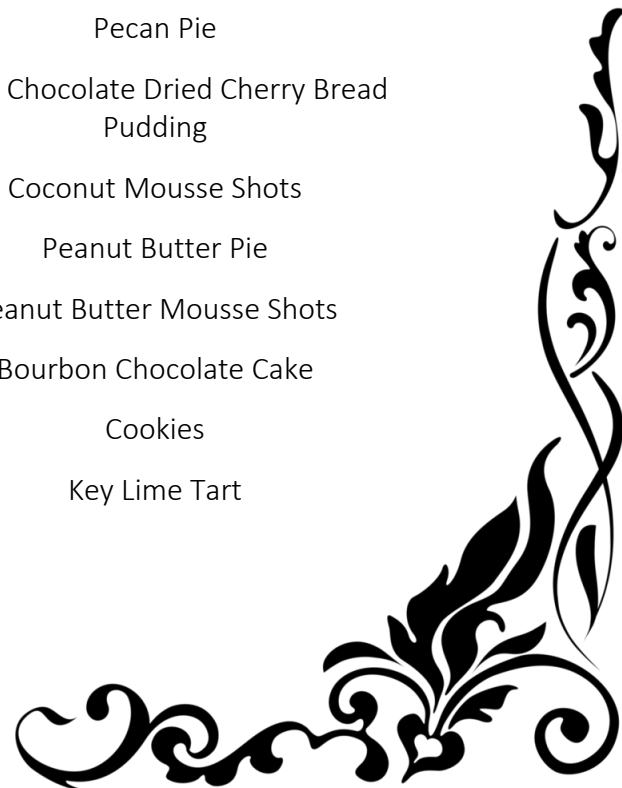 Pecan Pie
Chocolate Dried Cherry Bread
Pudding
Coconut Mousse Shots
Peanut Butter Pie
eanut Butter Mousse Shots
Bourbon Chocolate Cake
Cookies
Key Lime Tart